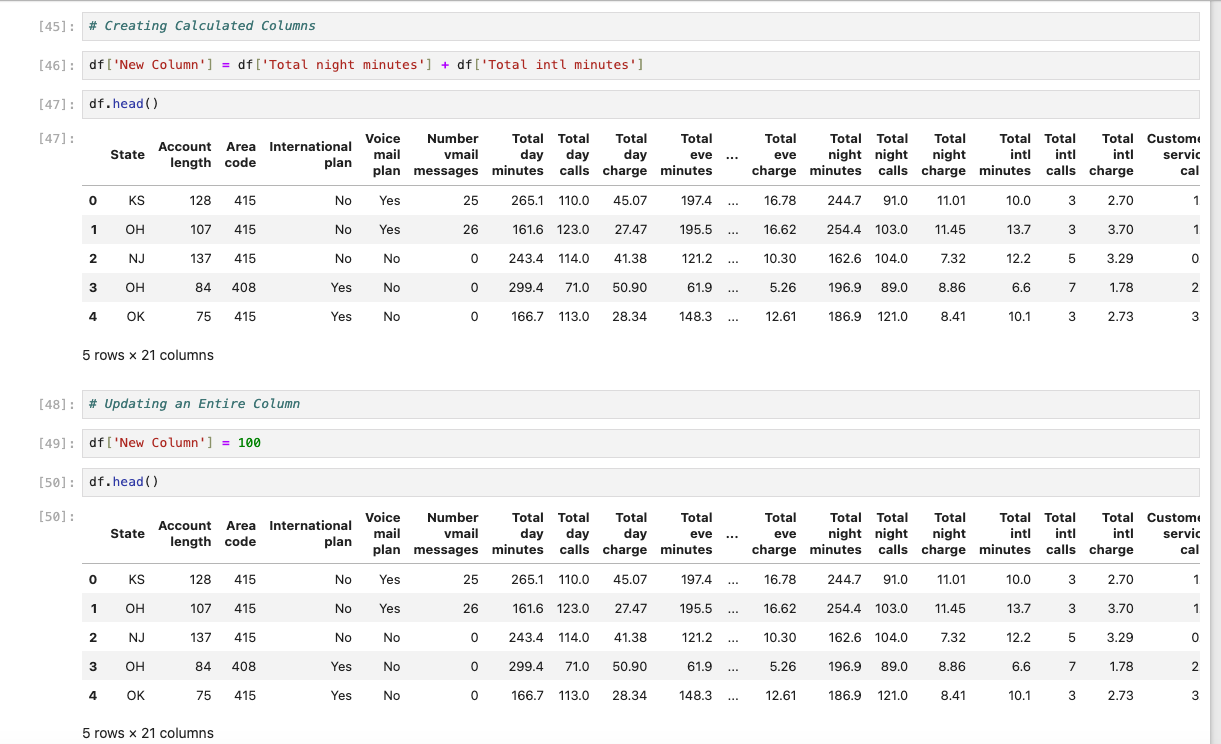 [45]: # Creating Calculated Columns
[46]: df['New Column'] = df['Total night minutes'] + df['Total intl minutes']
[47]: df.head()
[47]:
State Account length Area code International plan Voice mail plan Number vmail messages Total day minutes Total day calls Total day charge Total eve minutes ... Total eve charge Total night minutes Total night calls Total night charge Total intl minutes Total intl calls Total intl charge Custome servic cal
0 KS 128 415 No Yes 25 265.1 110.0 45.07 197.4 ... 16.78 244.7 91.0 11.01 10.0 3 2.70 1
1 OH 107 415 No Yes 26 161.6 123.0 27.47 195.5 ... 16.62 254.4 103.0 11.45 13.7 3 3.70 1
2 NJ 137 415 No No 0 243.4 114.0 41.38 121.2 ... 10.30 162.6 104.0 7.32 12.2 5 3.29 0
3 OH 84 408 Yes No 0 299.4 71.0 50.90 61.9 ... 5.26 196.9 89.0 8.86 6.6 7 1.78 2
4 OK 75 415 Yes No 0 166.7 113.0 28.34 148.3 ... 12.61 186.9 121.0 8.41 10.1 3 2.73 3
5 rows × 21 columns
[48]: # Updating an Entire Column
[49]: df['New Column'] = 100
[50]: df.head()
[50]:
State Account length Area code International plan Voice mail plan Number vmail messages Total day minutes Total day calls Total day charge Total eve minutes ... Total eve charge Total night minutes Total night calls Total night charge Total intl minutes Total intl calls Total intl charge Custome servic cal
0 KS 128 415 No Yes 25 265.1 110.0 45.07 197.4 ... 16.78 244.7 91.0 11.01 10.0 3 2.70 1
1 OH 107 415 No Yes 26 161.6 123.0 27.47 195.5 ... 16.62 254.4 103.0 11.45 13.7 3 3.70 1
2 NJ 137 415 No No 0 243.4 114.0 41.38 121.2 ... 10.30 162.6 104.0 7.32 12.2 5 3.29 0
3 OH 84 408 Yes No 0 299.4 71.0 50.90 61.9 ... 5.26 196.9 89.0 8.86 6.6 7 1.78 2
4 OK 75 415 Yes No 0 166.7 113.0 28.34 148.3 ... 12.61 186.9 121.0 8.41 10.1 3 2.73 3
5 rows × 21 columns